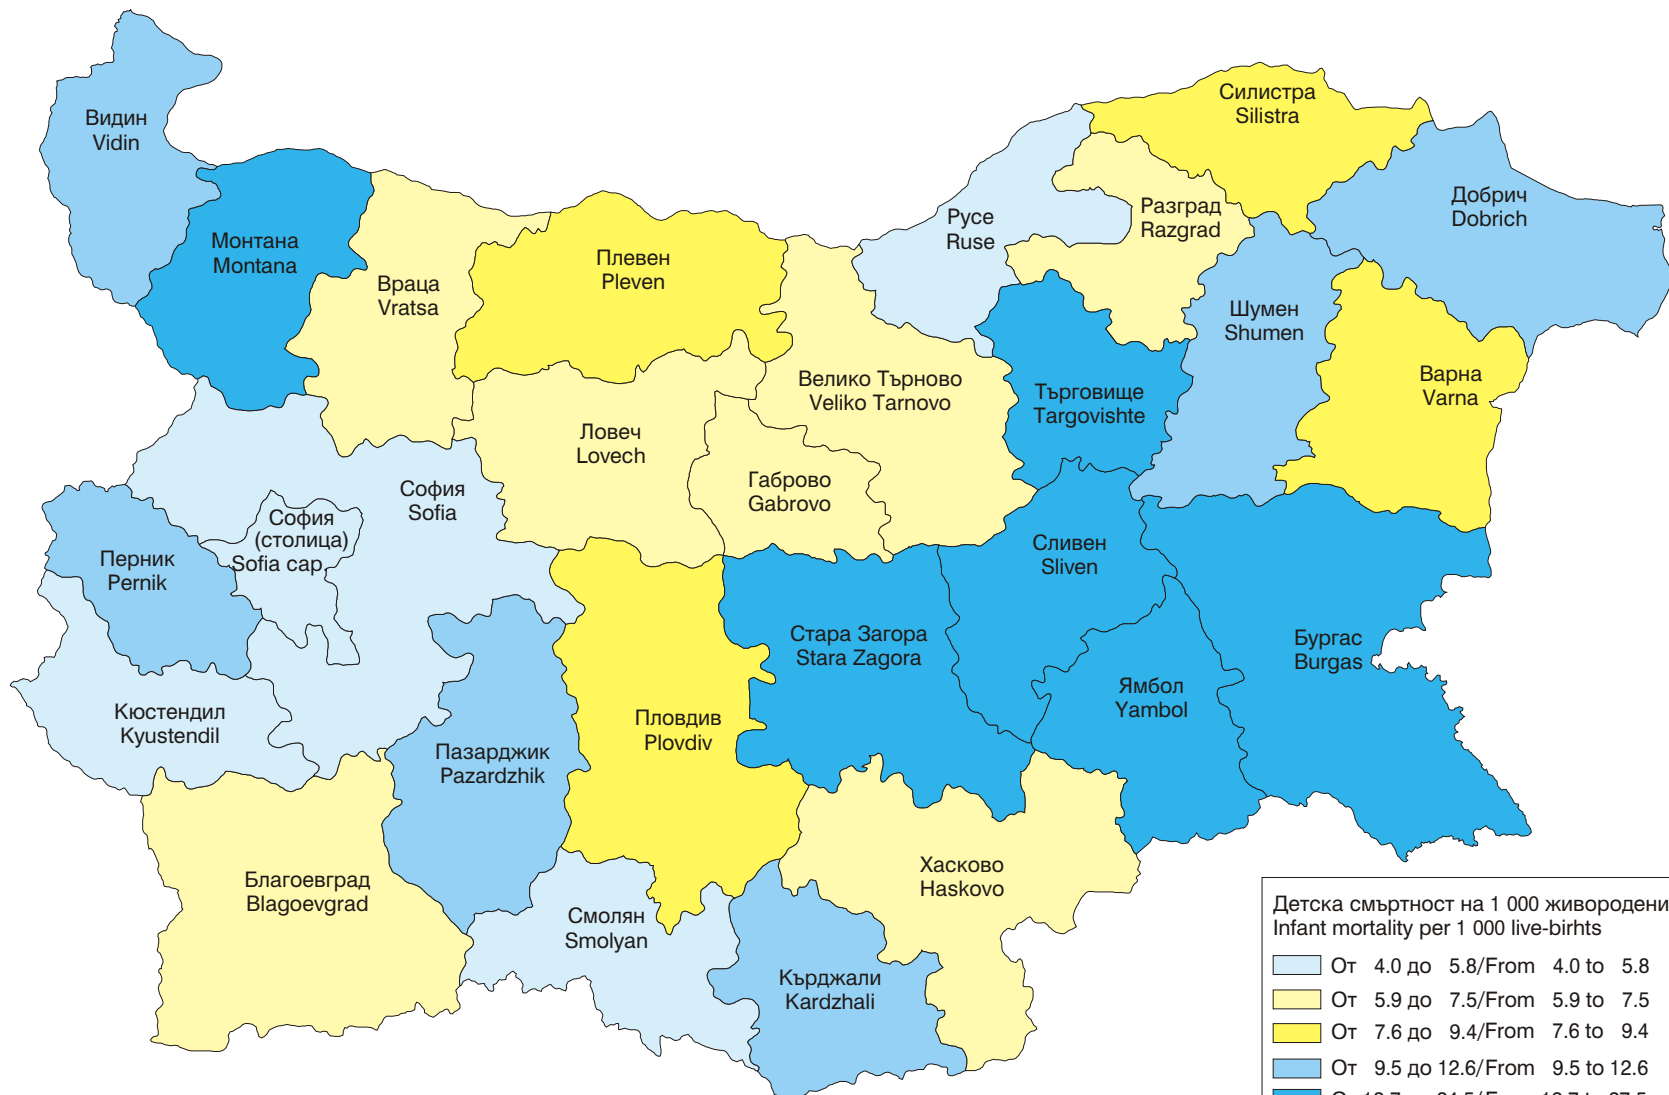 Видин
Vidin
Монтана
Montana
Враца
Vratsa
Плевен
Pleven
Русе
Ruse
Силистра
Silistra
Разград
Razgrad
Добрич
Dobrich
Шумен
Shumen
Варна
Varna
Търговище
Targovishte
Велико Търново
Veliko Tarnovo
Ловеч
Lovech
Габрово
Gabrovo
София
Sofia
София
(столица)
Sofia cap.
Перник
Pernik
Кюстендил
Kyustendil
Сливен
Sliven
Стара Загора
Stara Zagora
Ямбол
Yambol
Бургас
Burgas
Пловдив
Plovdiv
Пазарджик
Pazardzhik
Благоевград
Blagoevgrad
Смолян
Smolyan
Хасково
Haskovo
Кърджали
Kardzhali
Детска смъртност на 1 000 живородени
Infant mortality per 1 000 live-birhts
От 4.0 до 5.8/From 4.0 to 5.8
От 5.9 до 7.5/From 5.9 to 7.5
От 7.6 до 9.4/From 7.6 to 9.4
От 9.5 до 12.6/From 9.5 to 12.6